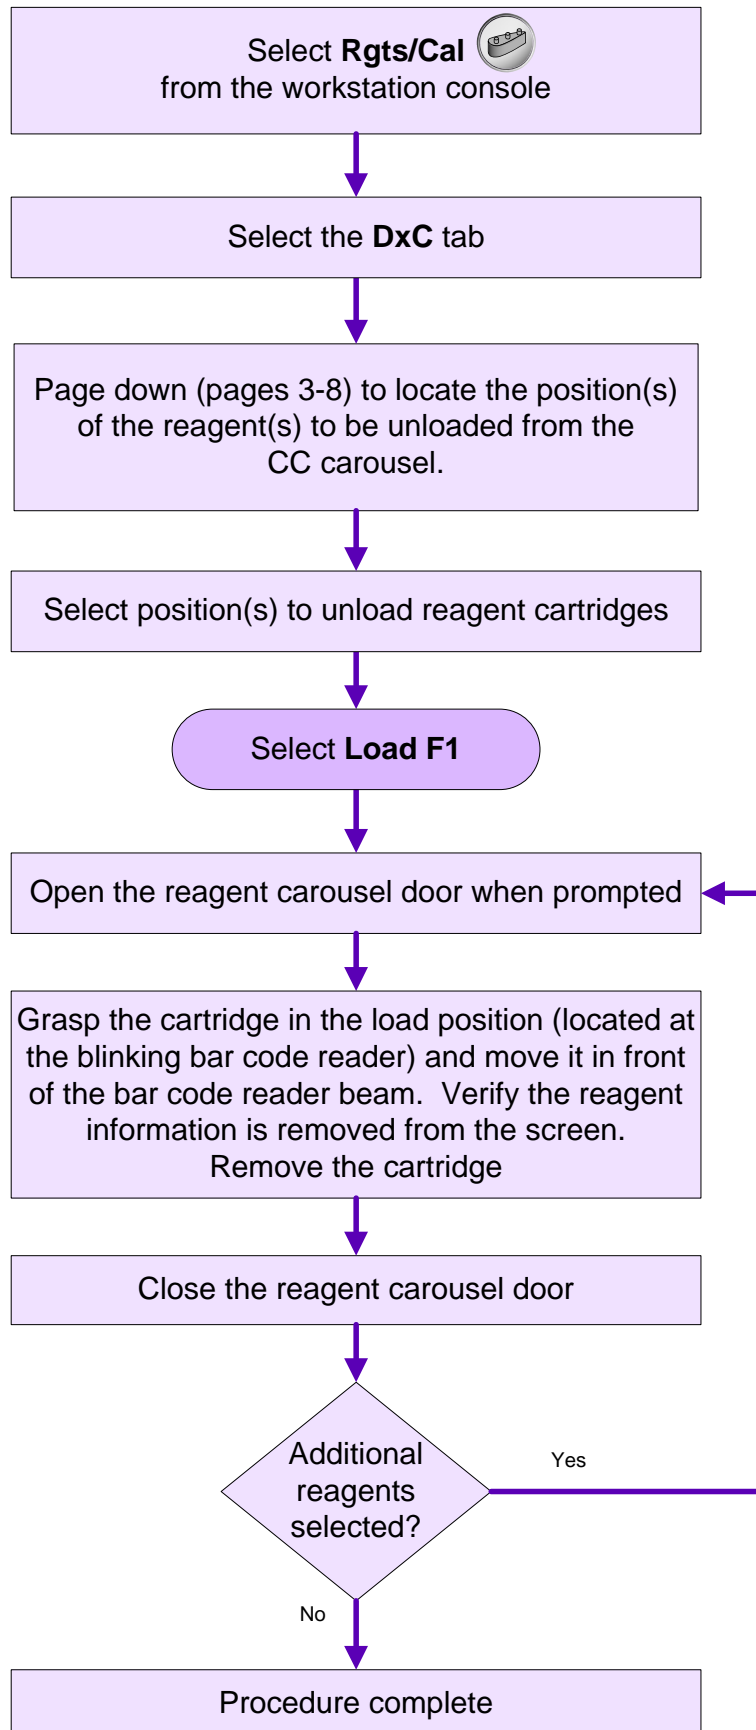 Select Rgts/Cal
from the workstation console
Select the DxC tab
Page down (pages 3-8) to locate the position(s)
of the reagent(s) to be unloaded from the
CC carousel.
Select position(s) to unload reagent cartridges
Select Load F1
Open the reagent carousel door when prompted
Grasp the cartridge in the load position (located at
the blinking bar code reader) and move it in front
of the bar code reader beam.  Verify the reagent
information is removed from the screen.
Remove the cartridge
Close the reagent carousel door
Additional
reagents
selected?
Yes
No
Procedure complete